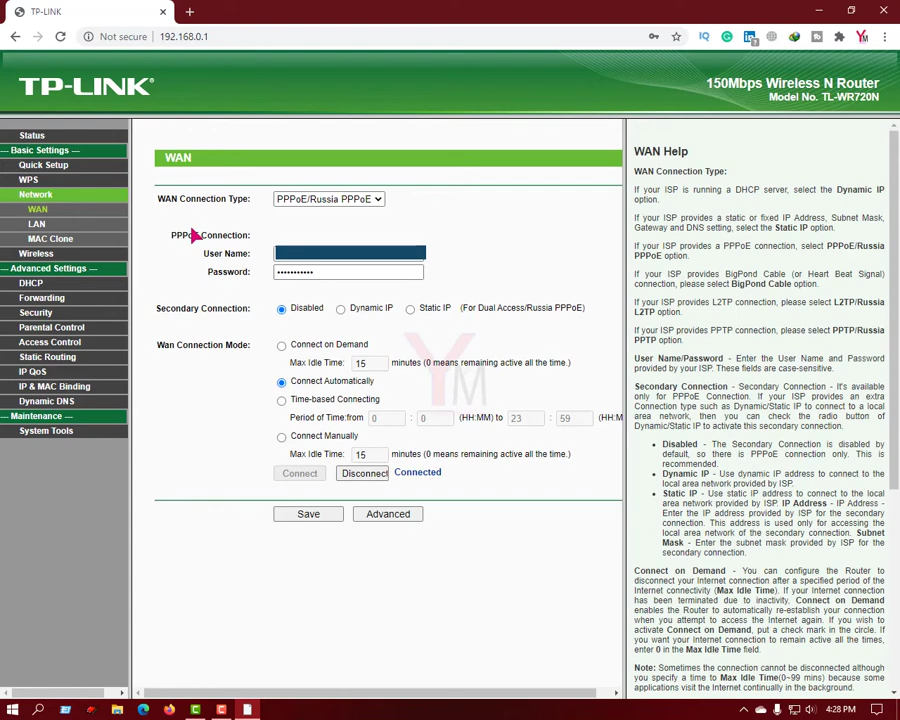 TP-LINK
Not secure | 192.168.0.1
TP-LINK®
150Mbps Wireless N Router
Model No. TL-WR720N
Status
--- Basic Settings ---
Quick Setup
WPS
Network
WAN
LAN
MAC Clone
Wireless
--- Advanced Settings ---
DHCP
Forwarding
Security
Parental Control
Access Control
Static Routing
IP QoS
IP & MAC Binding
Dynamic DNS
--- Maintenance ---
System Tools
WAN
WAN Connection Type: PPPoE/Russia PPPoE
PPPoE Connection:
User Name:
Password: •••••••••••
Secondary Connection: Disabled Dynamic IP Static IP (For Dual Access/Russia PPPoE)
Wan Connection Mode: Connect on Demand
Max Idle Time: 15 minutes (0 means remaining active all the time.)
Connect Automatically
Time-based Connecting
Period of Time:from 0 : 0 (HH:MM) to 23 : 59 (HH:M
Connect Manually
Max Idle Time: 15 minutes (0 means remaining active all the time.)
Connect Disconnect Connected
Save Advanced
YM
WAN Help
WAN Connection Type:
If your ISP is running a DHCP server, select the Dynamic IP
option.
If your ISP provides a static or fixed IP Address, Subnet Mask,
Gateway and DNS setting, select the Static IP option.
If your ISP provides a PPPoE connection, select PPPoE/Russia
PPPoE option.
If your ISP provides BigPond Cable (or Heart Beat Signal)
connection, please select BigPond Cable option.
If your ISP provides L2TP connection, please select L2TP/Russia
L2TP option.
If your ISP provides PPTP connection, please select PPTP/Russia
PPTP option.
User Name/Password - Enter the User Name and Password
provided by your ISP. These fields are case-sensitive.
Secondary Connection - Secondary Connection - It's available
only for PPPoE Connection. If your ISP provides an extra
Connection type such as Dynamic/Static IP to connect to a local
area network, then you can check the radio button of
Dynamic/Static IP to activate this secondary connection.
• Disabled - The Secondary Connection is disabled by
default, so there is PPPoE connection only. This is
recommended.
• Dynamic IP - Use dynamic IP address to connect to the
local area network provided by ISP.
• Static IP - Use static IP address to connect to the local
area network provided by ISP. IP Address - IP Address -
Enter the IP address provided by ISP for the secondary
connection. This address is used only for accessing the
local area network of the secondary connection. Subnet
Mask - Enter the subnet mask provided by ISP for the
secondary connection.
Connect on Demand - You can configure the Router to
disconnect your Internet connection after a specified period of the
Internet connectivity (Max Idle Time). If your Internet connection
has been terminated due to inactivity, Connect on Demand
enables the Router to automatically re-establish your connection
when you attempt to access the Internet again. If you wish to
activate Connect on Demand, put a check mark in the circle. If
you want your Internet connection to remain active all the times,
enter 0 in the Max Idle Time field.
Note: Sometimes the connection cannot be disconnected although
you specify a time to Max Idle Time(0~99 mins) because some
applications visit the Internet continually in the background.
4:28 PM